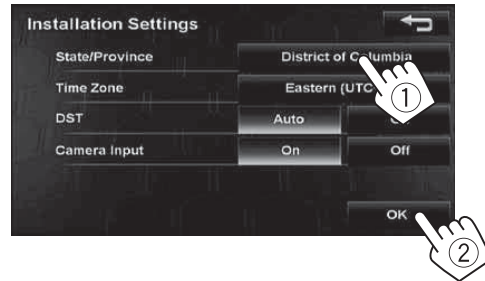 Installation Settings
State/Province District of Columbia
Time Zone Eastern (UTC
DST Auto
Camera Input On Off
OK
①
②